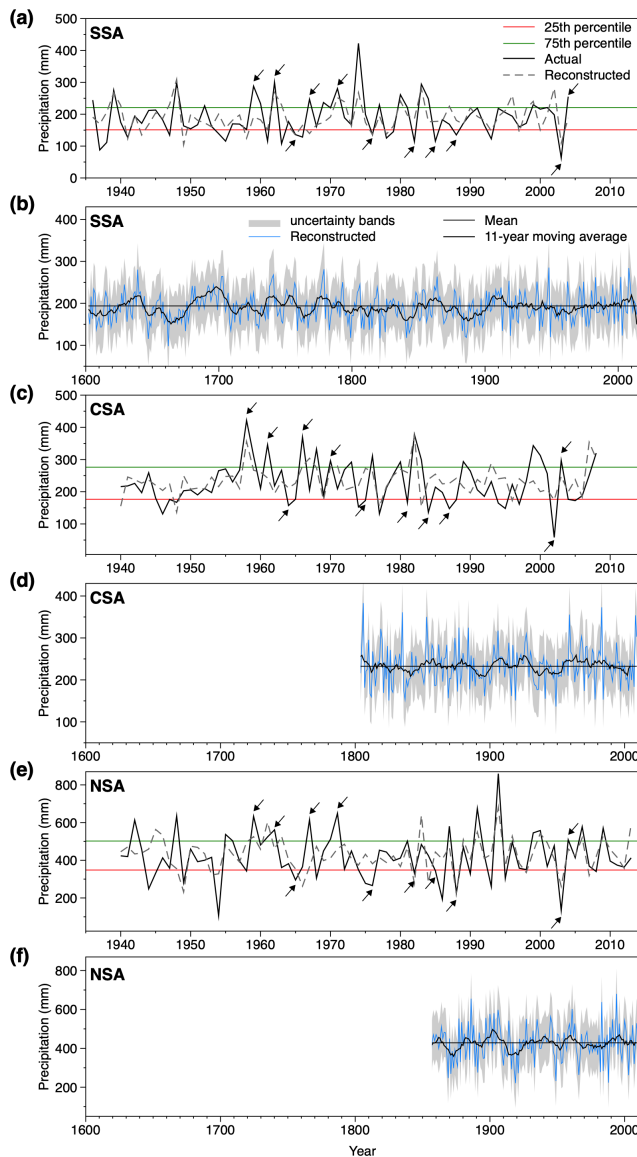 (a)
SSA
25th percentile
75th percentile
Actual
Reconstructed
Precipitation (mm)
500
400
300
200
100
0
1940 1950 1960 1970 1980 1990 2000 2010
(b)
SSA
uncertainty bands
Reconstructed
Mean
11-year moving average
Precipitation (mm)
400
300
200
100
1600 1700 1800 1900 2000
(c)
CSA
Precipitation (mm)
500
400
300
200
100
1940 1950 1960 1970 1980 1990 2000 2010
(d)
CSA
Precipitation (mm)
400
300
200
100
1600 1700 1800 1900 2000
(e)
NSA
Precipitation (mm)
800
600
400
200
1940 1950 1960 1970 1980 1990 2000 2010
(f)
NSA
Precipitation (mm)
800
600
400
200
1600 1700 1800 1900 2000
Year